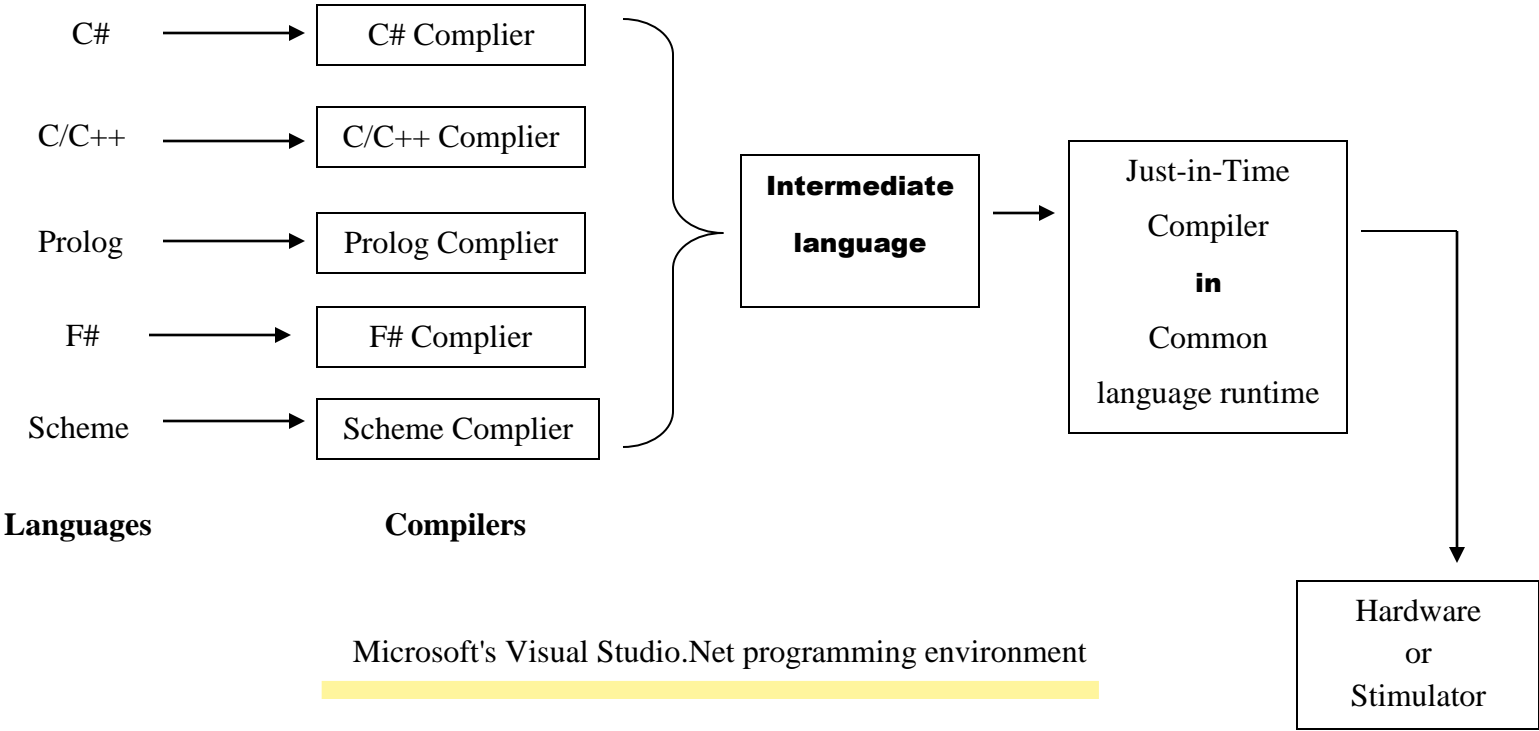 C#
C# Complier
C/C++
C/C++ Complier
Prolog
Prolog Complier
F#
F# Complier
Scheme
Scheme Complier
Languages
Compilers
Intermediate
language
Just-in-Time
Compiler
in
Common
language runtime
Hardware
or
Stimulator
Microsoft's Visual Studio.Net programming environment